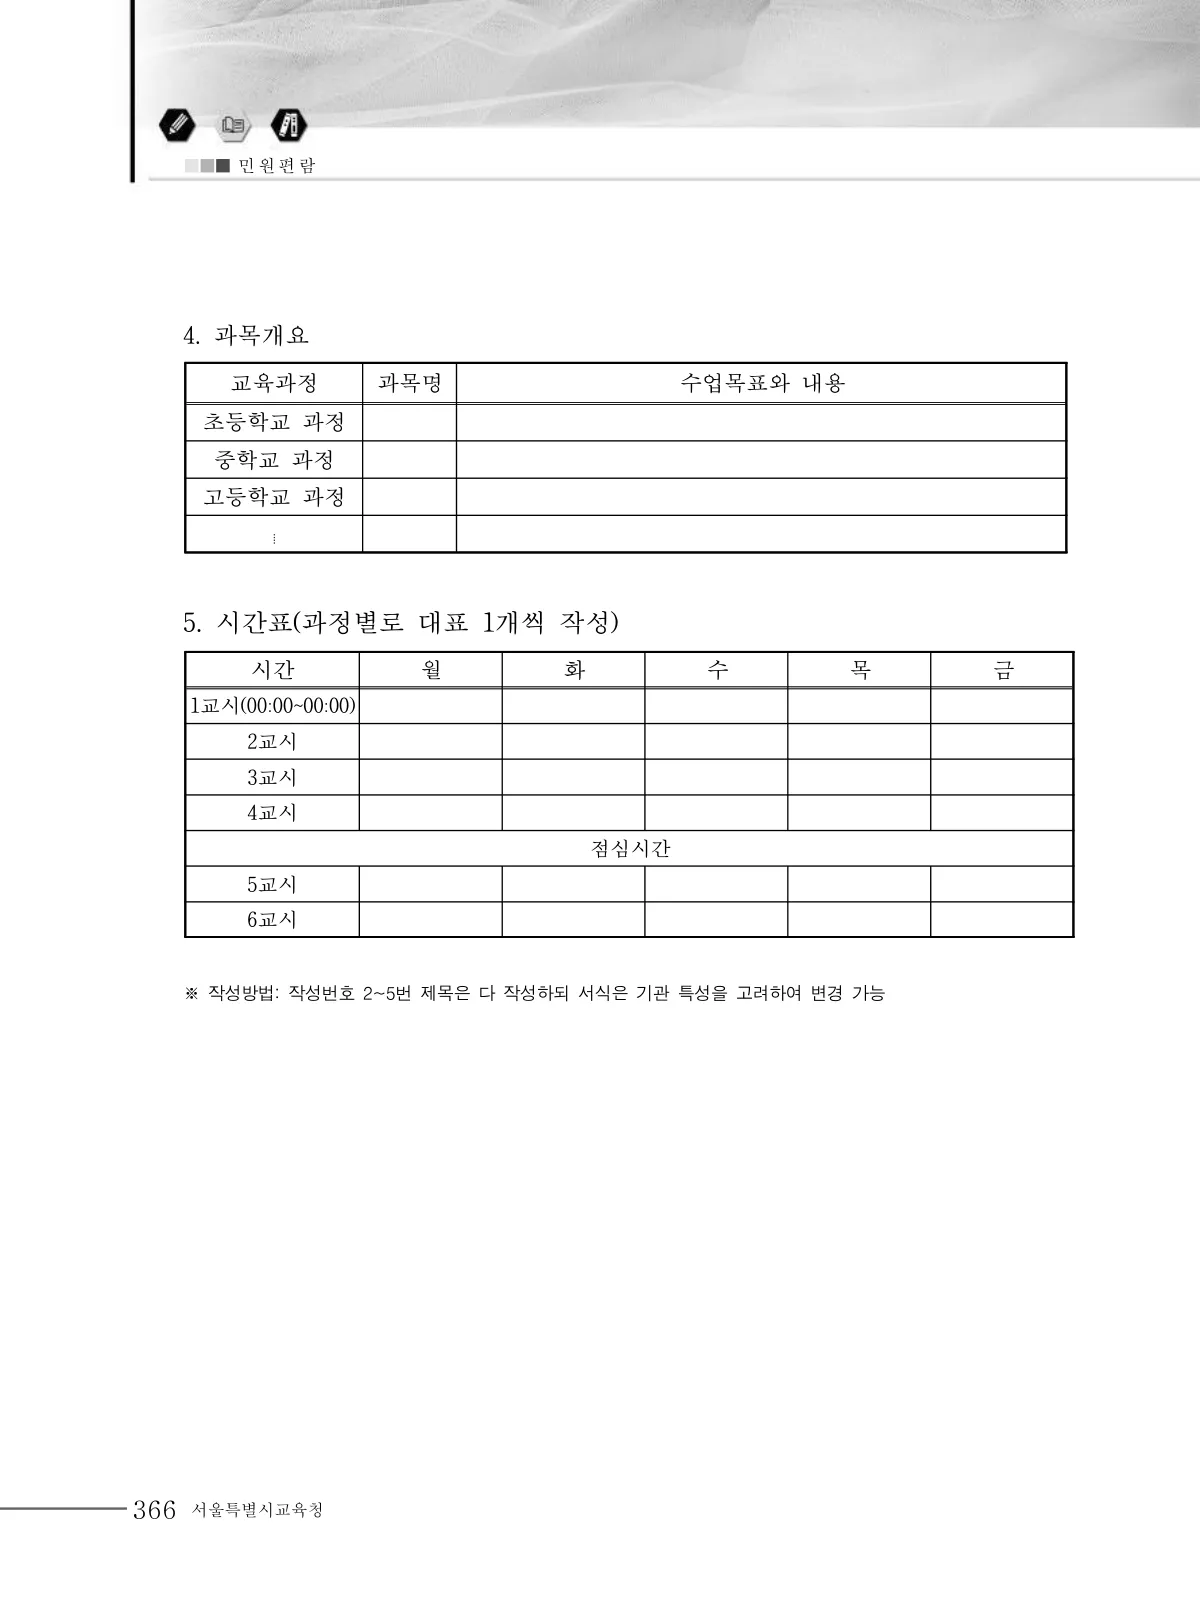 민원편람
4. 과목개요
교육과정 과목명 수업목표와 내용
초등학교 과정
중학교 과정
고등학교 과정
⋮
5. 시간표(과정별로 대표 1개씩 작성)
시간 월 화 수 목 금
1교시(00:00~00:00)
2교시
3교시
4교시
점심시간
5교시
6교시
※ 작성방법: 작성번호 2~5번 제목은 다 작성하되 서식은 기관 특성을 고려하여 변경 가능
366 서울특별시교육청